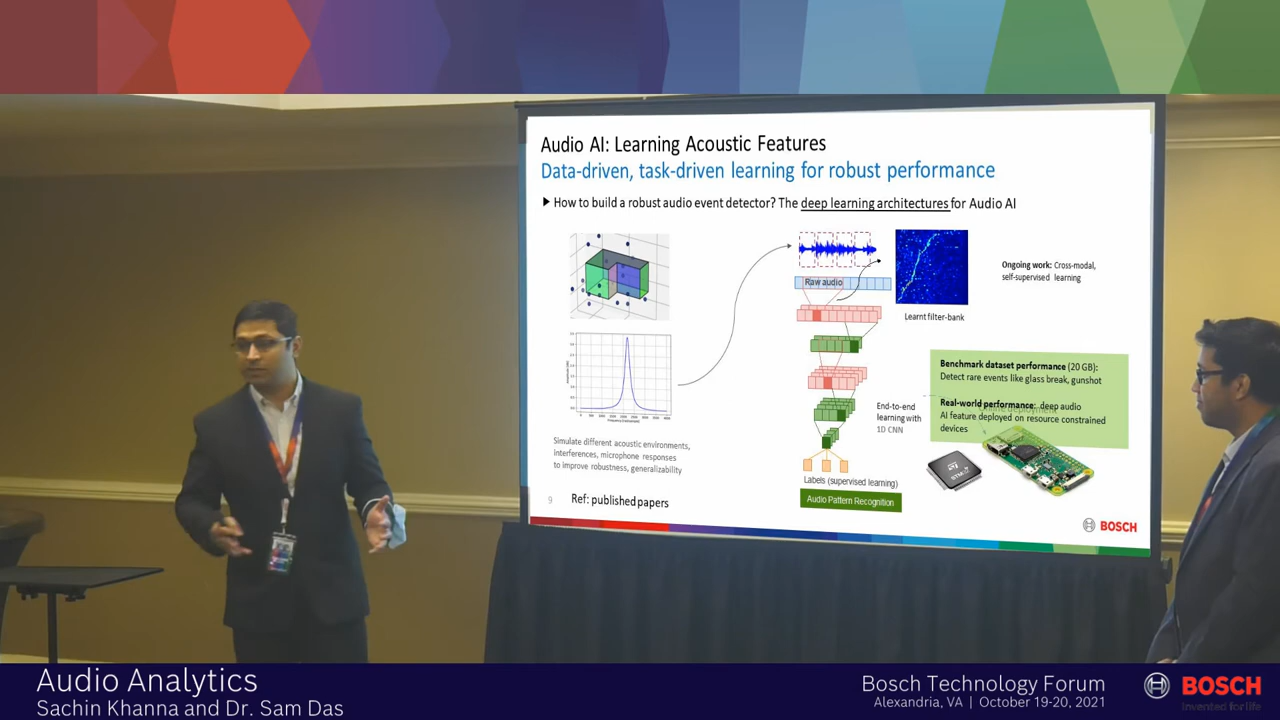 Audio AI: Learning Acoustic Features
Data-driven, task-driven learning for robust performance
How to build a robust audio event detector? The deep learning architectures for Audio AI
Raw audio
Learnt filter-bank
Ongoing work: Cross-modal,
self-supervised learning
Benchmark dataset performance (20 GB):
Detect rare events like glass break, gunshot
Real-world performance: deep audio
AI feature deployed on resource constrained
devices
End-to-end
learning with
1D CNN
Simulate different acoustic environments,
interferences, microphone responses
to improve robustness, generalizability
Labels (supervised learning)
Audio Pattern Recognition
9
Ref: published papers
BOSCH
Audio Analytics
Sachin Khanna and Dr. Sam Das
Bosch Technology Forum
Alexandria, VA | October 19-20, 2021
BOSCH
Invented for life